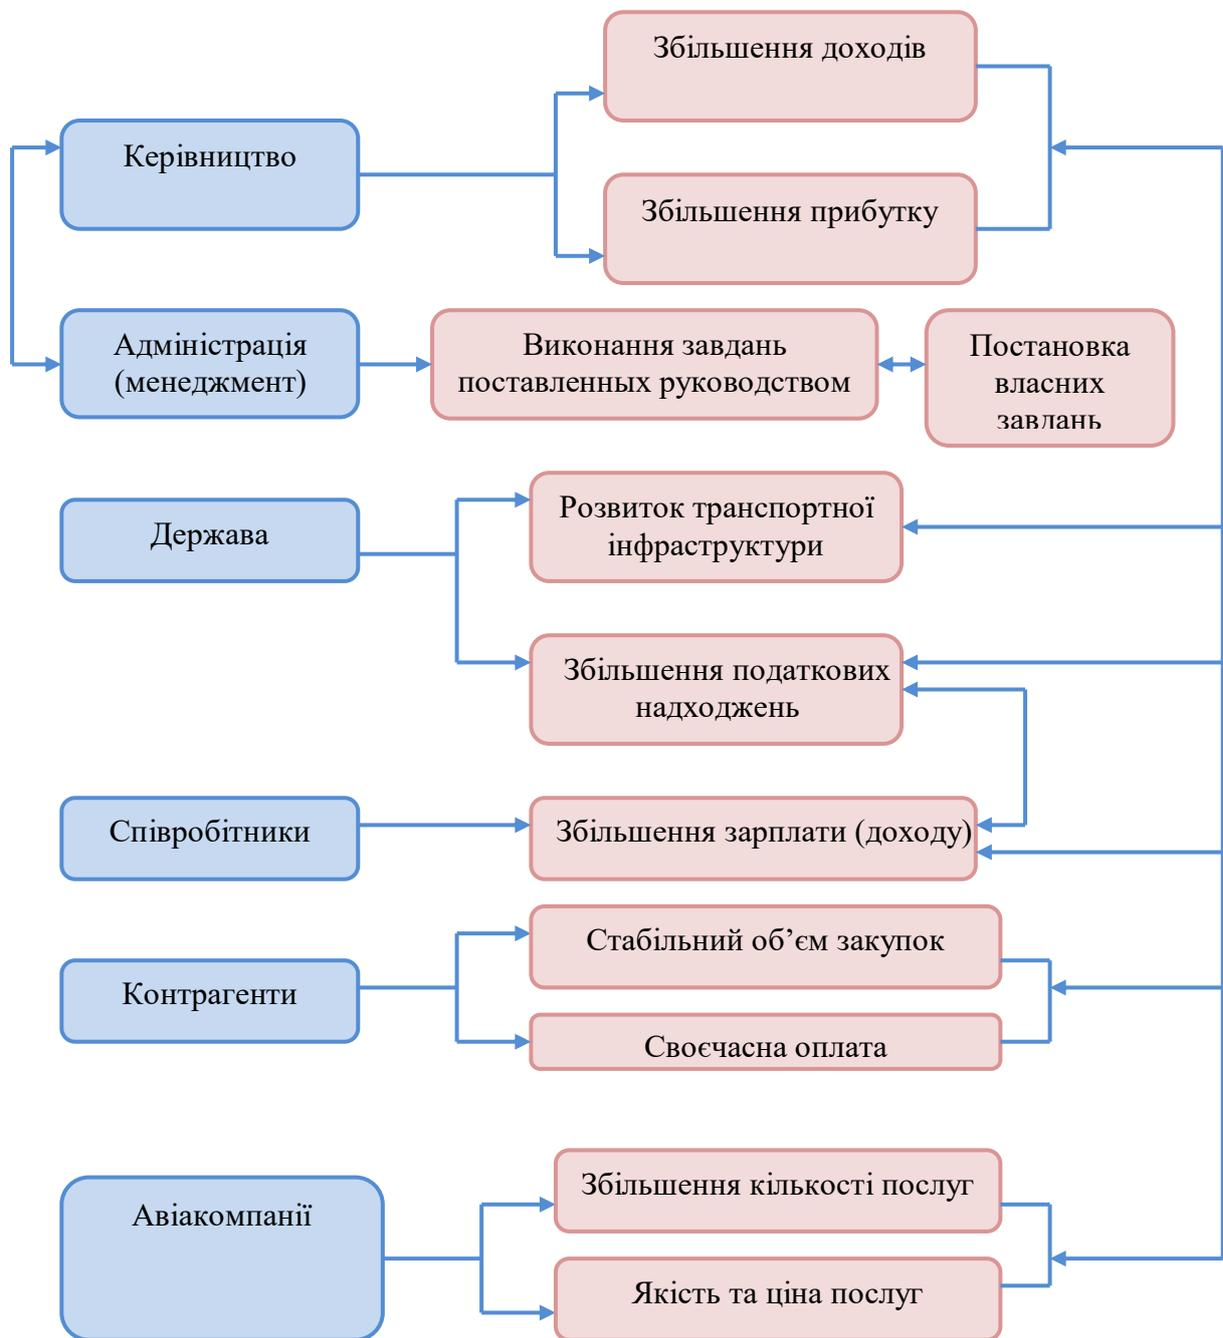 Збільшення доходів
Керівництво
Збільшення прибутку
Адміністрація
(менеджмент)
Виконання завдань
поставленных руководством
Постановка
власних
завдань
Держава
Розвиток транспортної
інфраструктури
Збільшення податкових
надходжень
Співробітники
Збільшення зарплати (доходу)
Стабільний об’єм закупок
Контрагенти
Своєчасна оплата
Збільшення кількості послуг
Авіакомпанії
Якість та ціна послуг